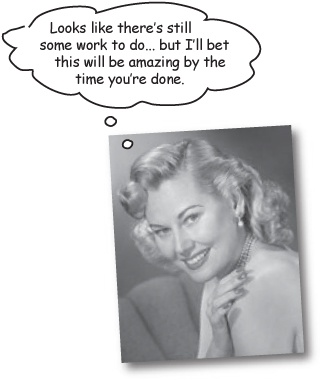 Looks like there's still
some work to do... but I'll bet
this will be amazing by the
time you're done.